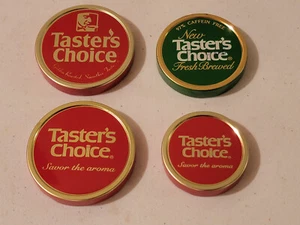 Taster's
Choice
97% CAFFEIN FREE
New
Taster's
Choice®
Fresh Brewed
Taster's
Choice®
Savor the aroma
Taster's
Choice®
Savor the aroma